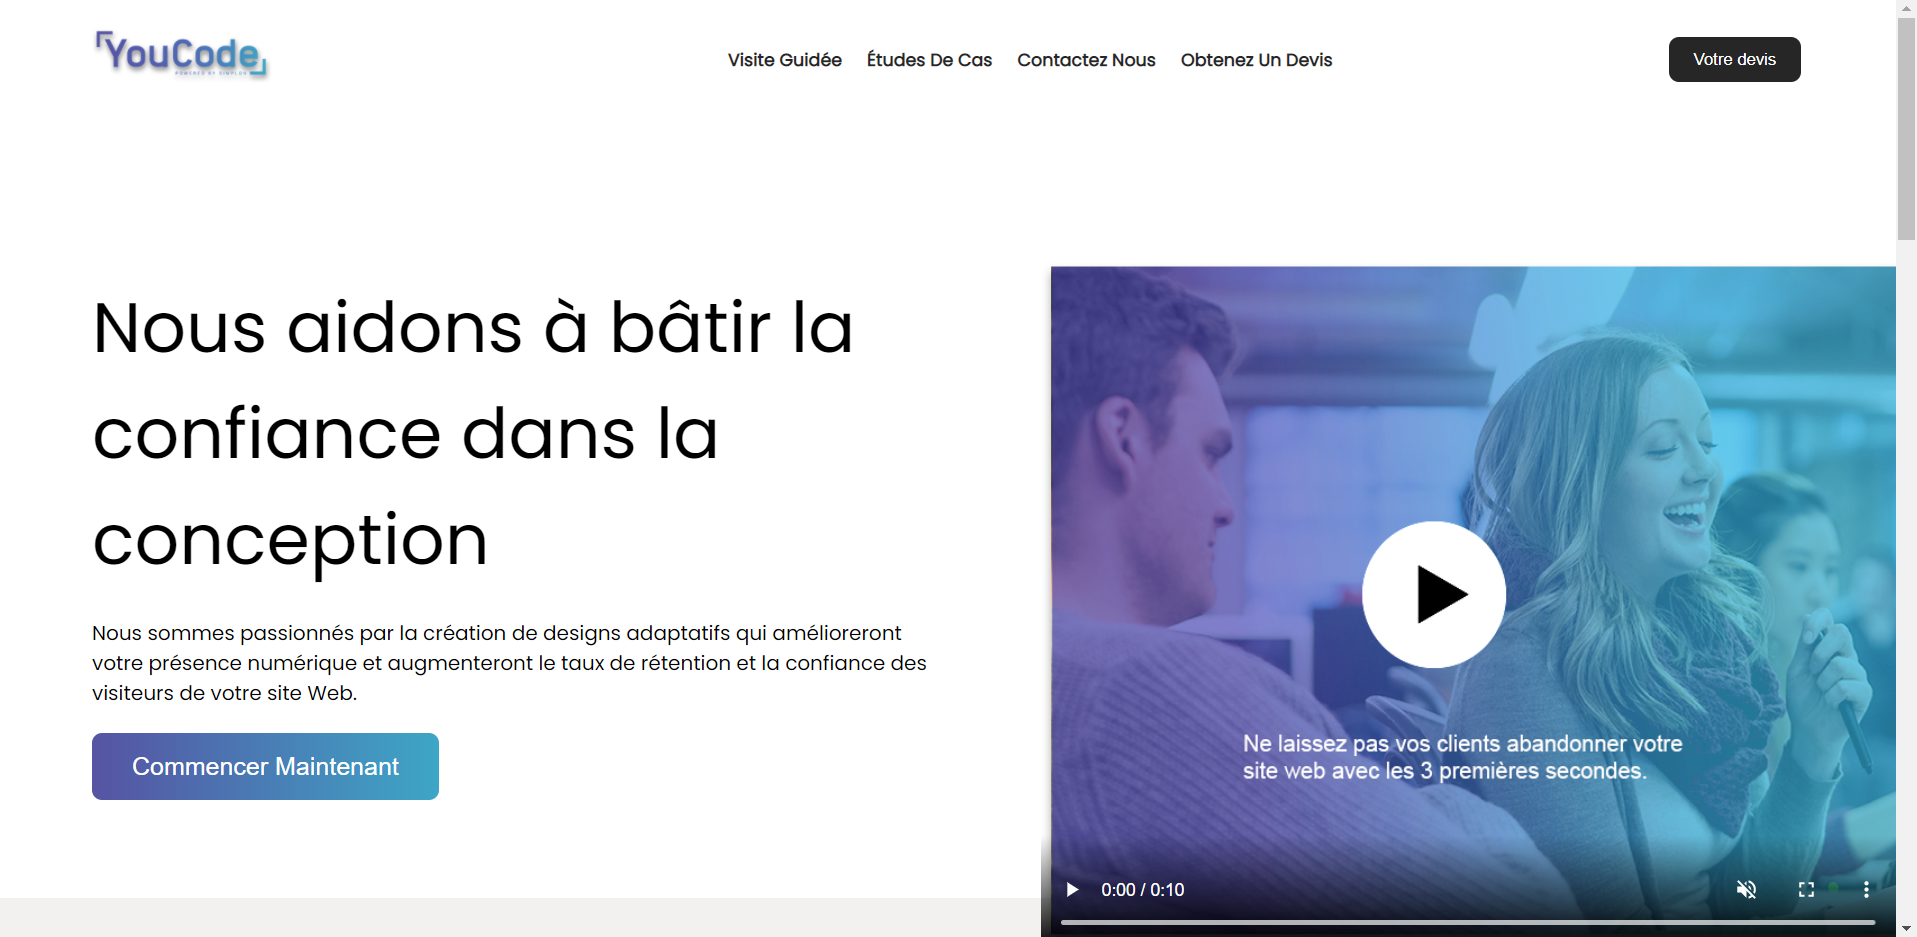 YouCode
POWERED BY SIMPLON
Visite Guidée
Études De Cas
Contactez Nous
Obtenez Un Devis
Votre devis
Nous aidons à bâtir la
confiance dans la
conception
Nous sommes passionnés par la création de designs adaptatifs qui amélioreront
votre présence numérique et augmenteront le taux de rétention et la confiance des
visiteurs de votre site Web.
Commencer Maintenant
Ne laissez pas vos clients abandonner votre
site web avec les 3 premières secondes.
0:00 / 0:10